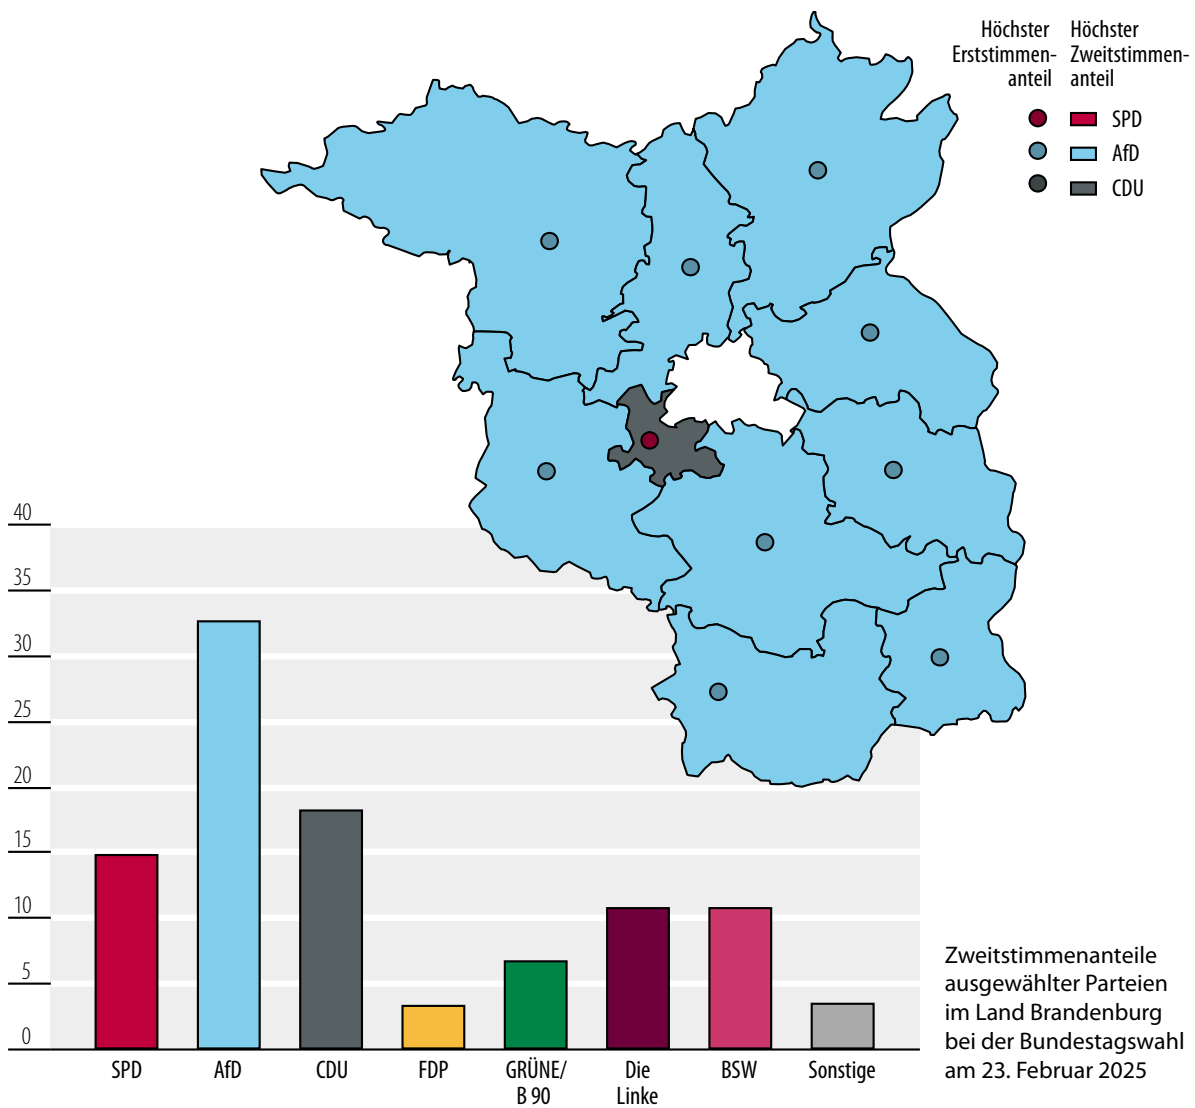 Höchster
Erststimmen-
anteil
Höchster
Zweitstimmen-
anteil
SPD
AfD
CDU
40
35
30
25
20
15
10
5
0
SPD
AfD
CDU
FDP
GRÜNE/
B 90
Die
Linke
BSW
Sonstige
Zweitstimmenanteile
ausgewählter Parteien
im Land Brandenburg
bei der Bundestagswahl
am 23. Februar 2025